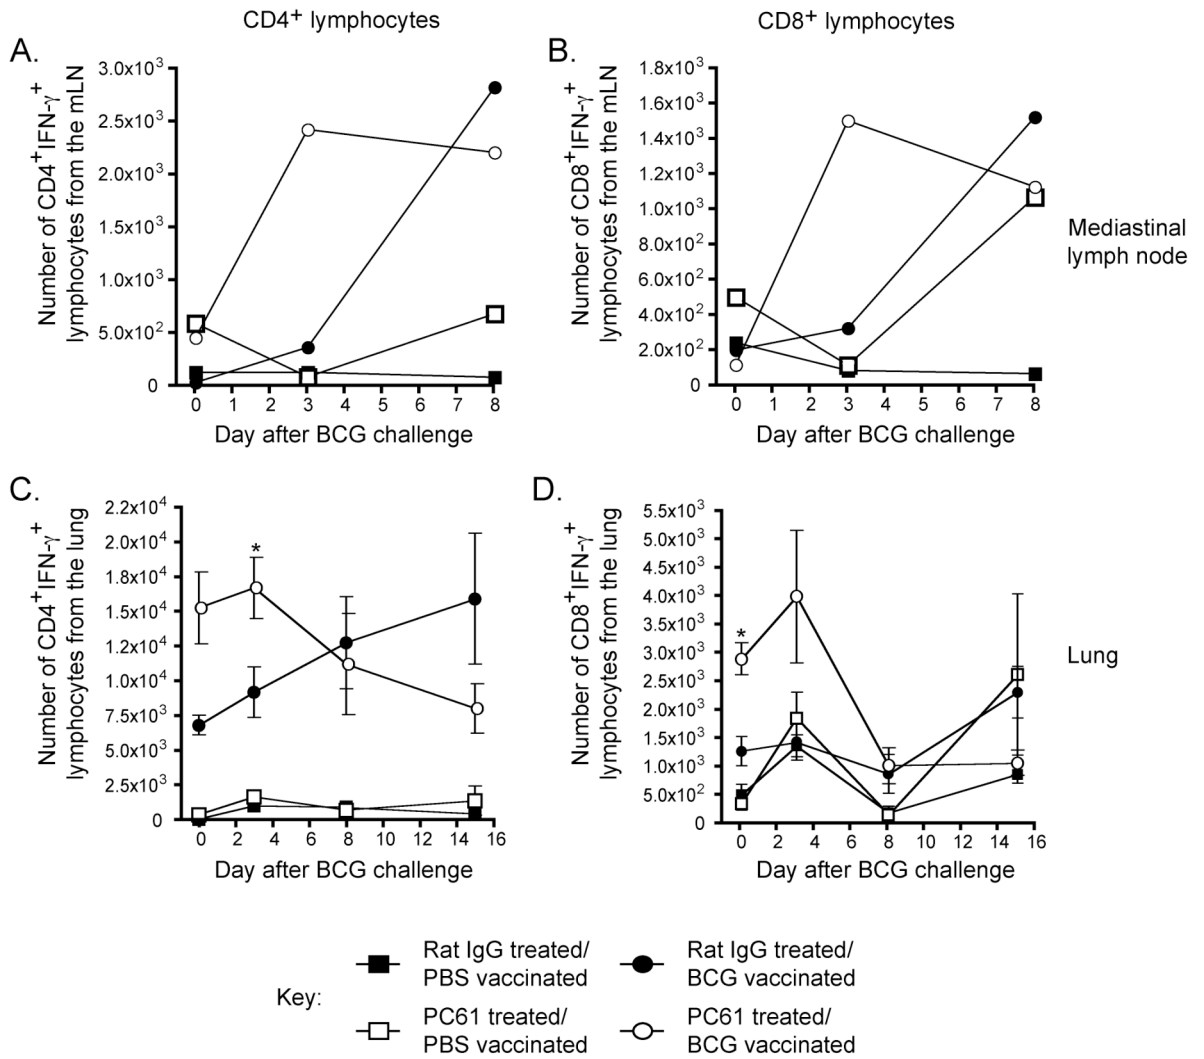 CD4+ lymphocytes
CD8+ lymphocytes
A.
Number of CD4+IFN-γ+
lymphocytes from the mLN
3.0x10³
2.5x10³
2.0x10³
1.5x10³
1.0x10³
5.0x10²
0
0 1 2 3 4 5 6 7 8
Day after BCG challenge
B.
Number of CD8+IFN-γ+
lymphocytes from the mLN
1.8x10³
1.6x10³
1.4x10³
1.2x10³
1.0x10³
8.0x10²
6.0x10²
4.0x10²
2.0x10²
0
0 1 2 3 4 5 6 7 8
Day after BCG challenge
Mediastinal
lymph node
C.
Number of CD4+IFN-γ+
lymphocytes from the lung
2.2x10⁴
2.0x10⁴
1.5x10⁴
1.2x10⁴
1.0x10⁴
7.5x10³
5.0x10³
2.5x10³
0
*
0 2 4 6 8 10 12 14 16
Day after BCG challenge
D.
Number of CD8+IFN-γ+
lymphocytes from the lung
5.5x10³
5.0x10³
4.5x10³
4.0x10³
3.5x10³
3.0x10³
2.5x10³
2.0x10³
1.5x10³
1.0x10³
5.0x10²
0
*
0 2 4 6 8 10 12 14 16
Day after BCG challenge
Lung
Key:
Rat IgG treated/
PBS vaccinated
Rat IgG treated/
BCG vaccinated
PC61 treated/
PBS vaccinated
PC61 treated/
BCG vaccinated